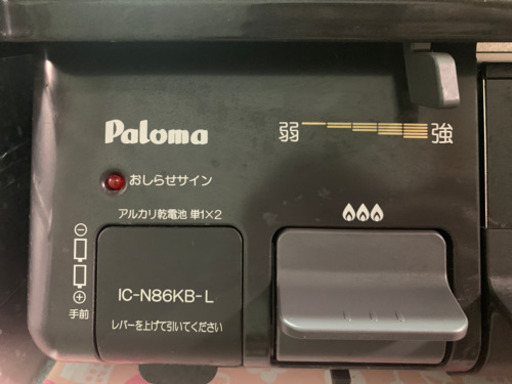 Paloma
弱 強
おしらせサイン
アルカリ乾電池 単1×2
⊖
⊕
手前
IC-N86KB-L
レバーを上げて引いてください